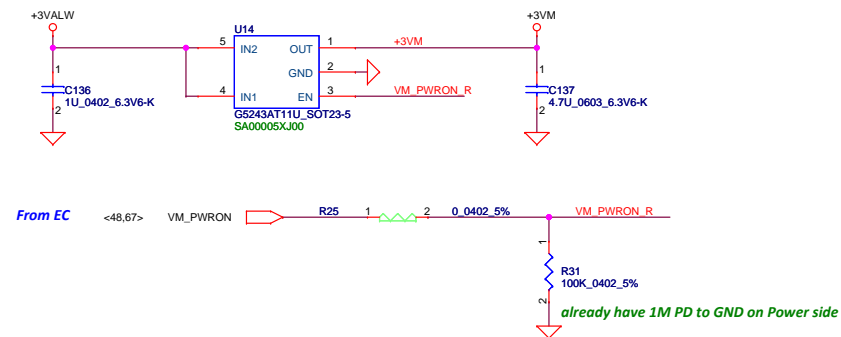 +3VALW
+3VM
U14
5 IN2 OUT 1 +3VM
GND 2
4 IN1 EN 3 VM_PWRON_R
1
C136
1U_0402_6.3V6-K
2
G5243AT11U_SOT23-5
SA00005XJ00
1
C137
4.7U_0603_6.3V6-K
2
From EC <48,67> VM_PWRON R25 1 2 0_0402_5% VM_PWRON_R
1
R31
100K_0402_5%
2
already have 1M PD to GND on Power side